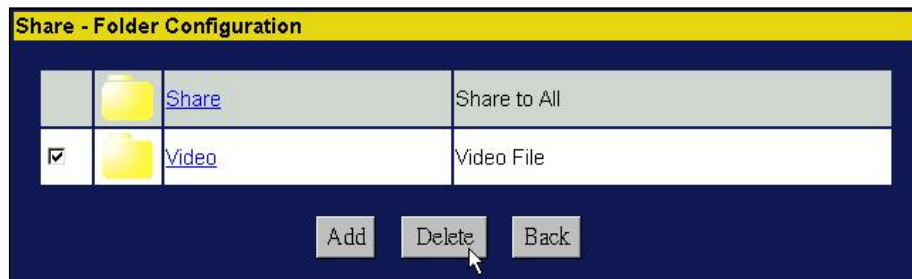 Share - Folder Configuration
Share Share to All
Video Video File
Add Delete Back